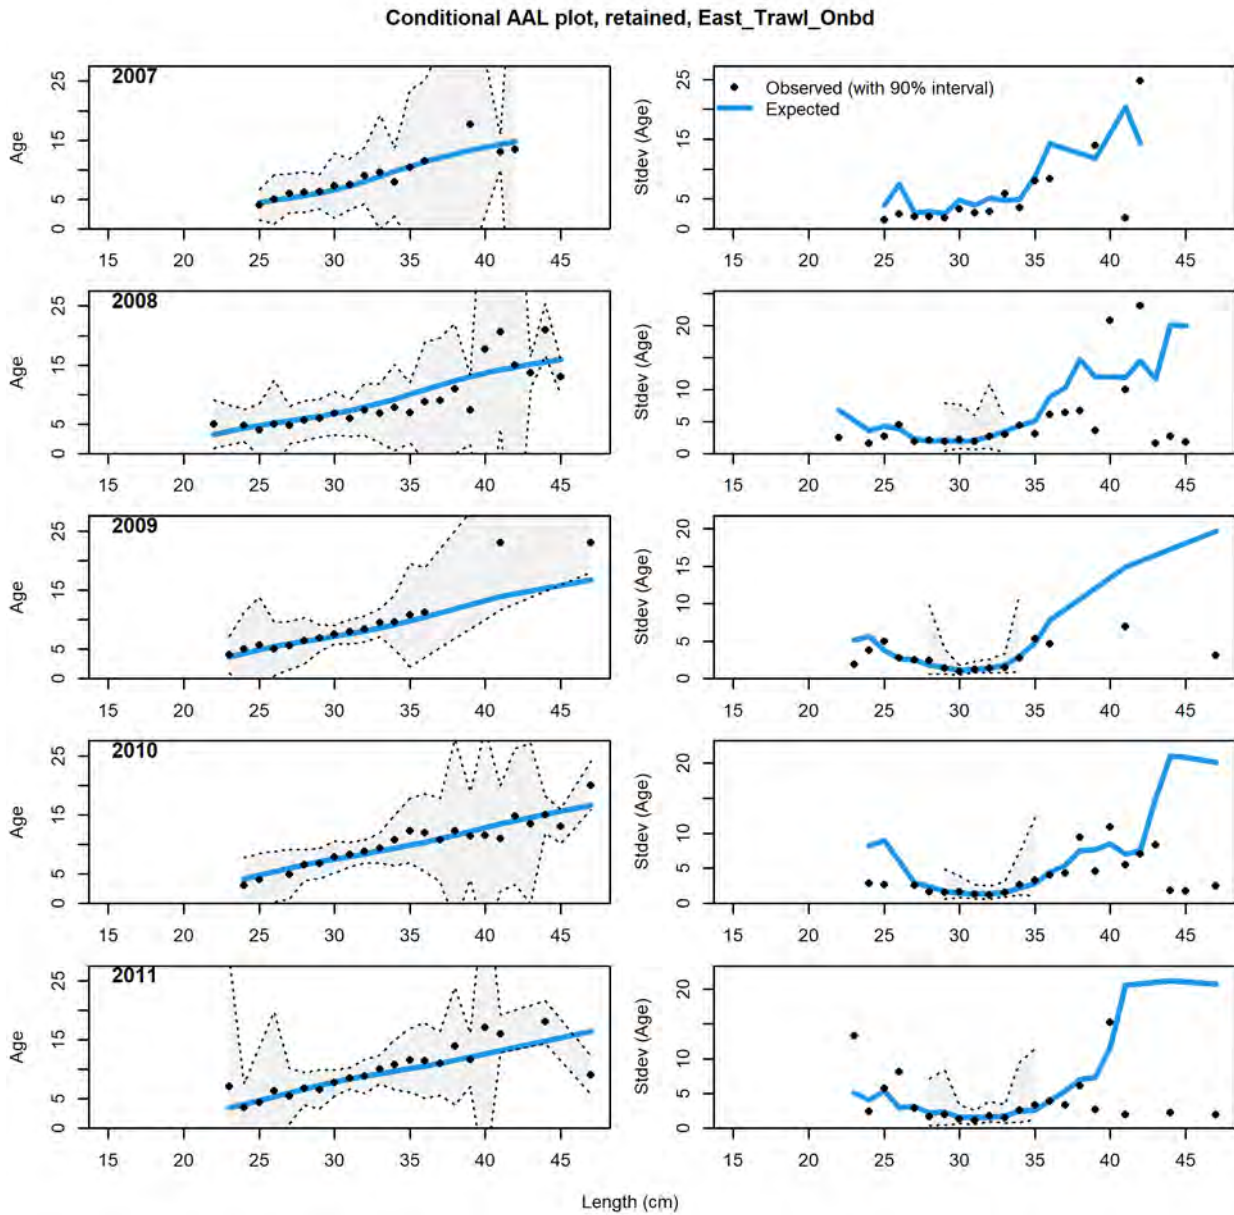 Conditional AAL plot, retained, East_Trawl_Onbd
2007
Age
0 5 15 25
15 20 25 30 35 40 45
Observed (with 90% interval)
Expected
Stdev (Age)
0 5 15 25
15 20 25 30 35 40 45
2008
Age
0 5 15 25
15 20 25 30 35 40 45
Stdev (Age)
0 5 10 20
15 20 25 30 35 40 45
2009
Age
0 5 15 25
15 20 25 30 35 40 45
Stdev (Age)
0 5 10 15 20
15 20 25 30 35 40 45
2010
Age
0 5 15 25
15 20 25 30 35 40 45
Stdev (Age)
0 5 10 20
15 20 25 30 35 40 45
2011
Age
0 5 15 25
15 20 25 30 35 40 45
Stdev (Age)
0 5 10 20
15 20 25 30 35 40 45
Length (cm)